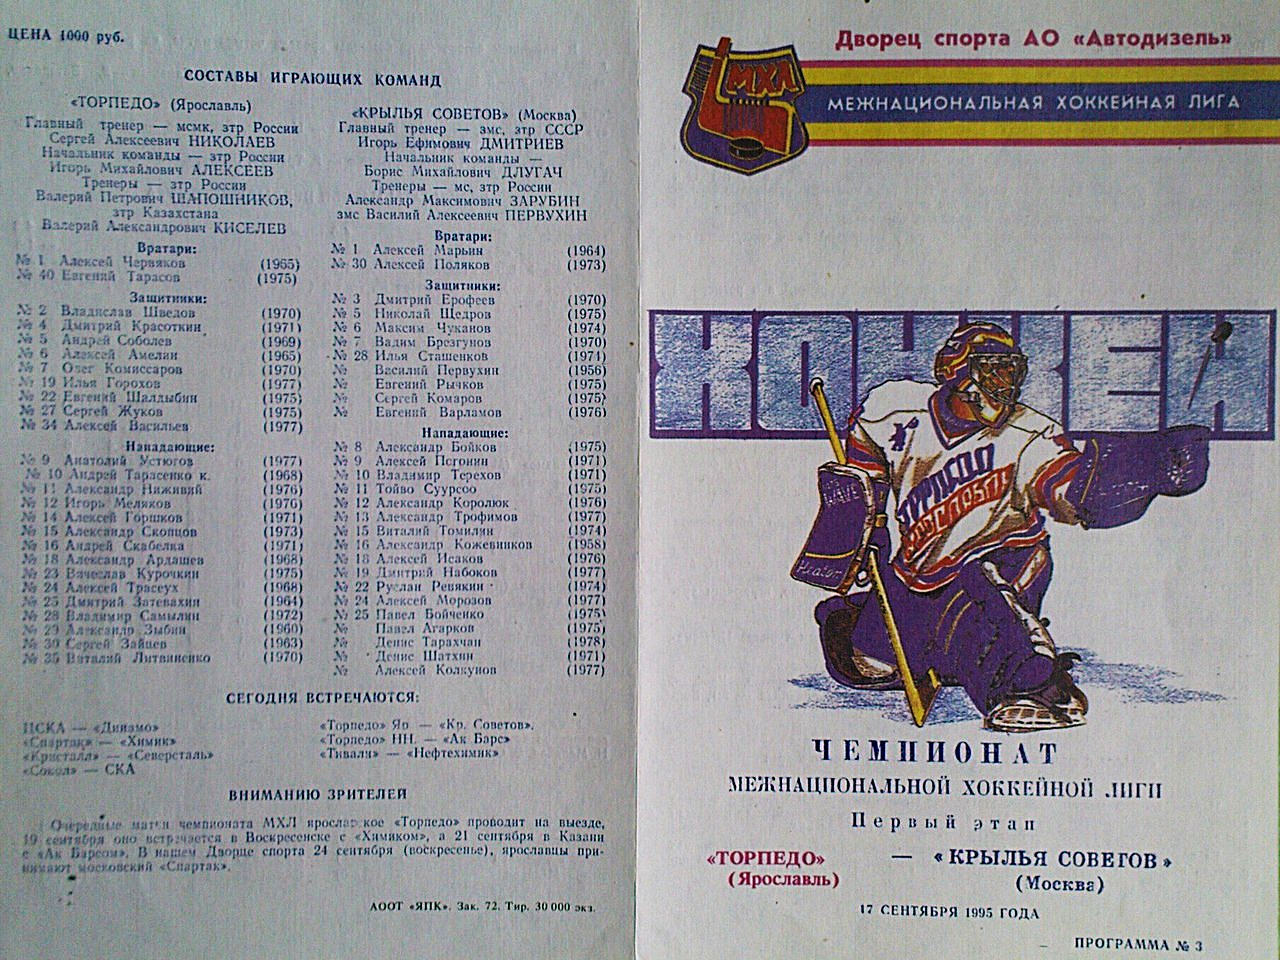 ЦЕНА 1000 руб.
СОСТАВЫ ИГРАЮЩИХ КОМАНД
«ТОРПЕДО» (Ярославль)
Главный тренер — мсмк, зтр России
Сергей Алексеевич НИКОЛАЕВ
Начальник команды — зтр России
Игорь Михайлович АЛЕКСЕЕВ
Тренеры — зтр России
Валерий Петрович ШАПОШНИКОВ,
зтр Казахстана
Валерий Александрович КИСЕЛЕВ
Вратари:
№ 1 Алексей Червяков (1965)
№ 40 Евгений Тарасов (1975)
Защитники:
№ 2 Владислав Шведов (1970)
№ 4 Дмитрий Красоткин (1971)
№ 5 Андрей Соболев (1969)
№ 6 Алексей Амелин (1965)
№ 7 Олег Комиссаров (1970)
№ 19 Илья Горохов (1977)
№ 22 Евгений Шалдыбин (1975)
№ 27 Сергей Жуков (1975)
№ 34 Алексей Васильев (1977)
Нападающие:
№ 9 Анатолий Устюгов (1977)
№ 10 Андрей Тарасенко к. (1968)
№ 11 Александр Наживий (1976)
№ 12 Игорь Меляков (1976)
№ 14 Алексей Горшков (1971)
№ 15 Александр Скопцов (1973)
№ 16 Андрей Скабелка (1971)
№ 18 Александр Ардашев (1968)
№ 23 Вячеслав Курочкин (1975)
№ 24 Алексей Трасеух (1968)
№ 25 Дмитрий Затевахин (1964)
№ 28 Владимир Самылин (1972)
№ 29 Александр Зыбин (1960)
№ 30 Сергей Зайцев (1963)
№ 35 Виталий Литвиненко (1970)
«КРЫЛЬЯ СОВЕТОВ» (Москва)
Главный тренер — змс, зтр СССР
Игорь Ефимович ДМИТРИЕВ
Начальник команды —
Борис Михайлович ДЛУГАЧ
Тренеры — мс, зтр России
Александр Максимович ЗАРУБИН
змс Василий Алексеевич ПЕРВУХИН
Вратари:
№ 1 Алексей Марьин (1964)
№ 30 Алексей Поляков (1973)
Защитники:
№ 3 Дмитрий Ерофеев (1970)
№ 5 Николай Щедров (1975)
№ 6 Максим Чуканов (1974)
№ 7 Вадим Брезгунов (1970)
№ 28 Илья Сташенков (1971)
№ Василий Первухин (1956)
№ Евгений Рычков (1975)
№ Сергей Комаров (1975)
№ Евгений Варламов (1976)
Нападающие:
№ 8 Александр Бойков (1975)
№ 9 Алексей Погонин (1971)
№ 10 Владимир Терехов (1971)
№ 11 Тойво Суурсоо (1975)
№ 12 Александр Королюк (1976)
№ 13 Александр Трофимов (1977)
№ 15 Виталий Томилин (1974)
№ 16 Александр Кожевников (1958)
№ 18 Алексей Исаков (1976)
№ 19 Дмитрий Набоков (1977)
№ 22 Руслан Ревякин (1974)
№ 24 Алексей Морозов (1977)
№ 25 Павел Бойченко (1975)
№ Павел Агарков (1975)
№ Денис Тарахчан (1978)
№ Денис Шатхин (1971)
№ Алексей Колкунов (1977)
СЕГОДНЯ ВСТРЕЧАЮТСЯ:
ЦСКА — «Динамо»
«Спартак» — «Химик»
«Кристалл» — «Северсталь»
«Сокол» — СКА
«Торпедо» Яр — «Кр. Советов».
«Торпедо» НН. — «Ак Барс»
«Тивали» — «Нефтехимик»
ВНИМАНИЮ ЗРИТЕЛЕЙ
Очередные матчи чемпионата МХЛ ярославское «Торпедо» проводит на выезде,
19 сентября оно встречается в Воскресенске с «Химиком», а 21 сентября в Казани
с «Ак Барсом». В нашем Дворце спорта 24 сентября (воскресенье), ярославцы при-
нимают московский «Спартак».
АООТ «ЯПК». Зак. 72. Тир. 30 000 экз.
Дворец спорта АО «Автодизель»
МХЛ
МЕЖНАЦИОНАЛЬНАЯ ХОККЕЙНАЯ ЛИГА
ХОККЕЙ
WAVE
Heaton
ТОРПЕДО
ЯРОСЛАВЛЬ
ЧЕМПИОНАТ
МЕЖНАЦИОНАЛЬНОЙ ХОККЕЙНОЙ ЛИГИ
Первый этап
«ТОРПЕДО» — «КРЫЛЬЯ СОВЕТОВ»
(Ярославль) (Москва)
17 СЕНТЯБРЯ 1995 ГОДА
ПРОГРАММА № 3